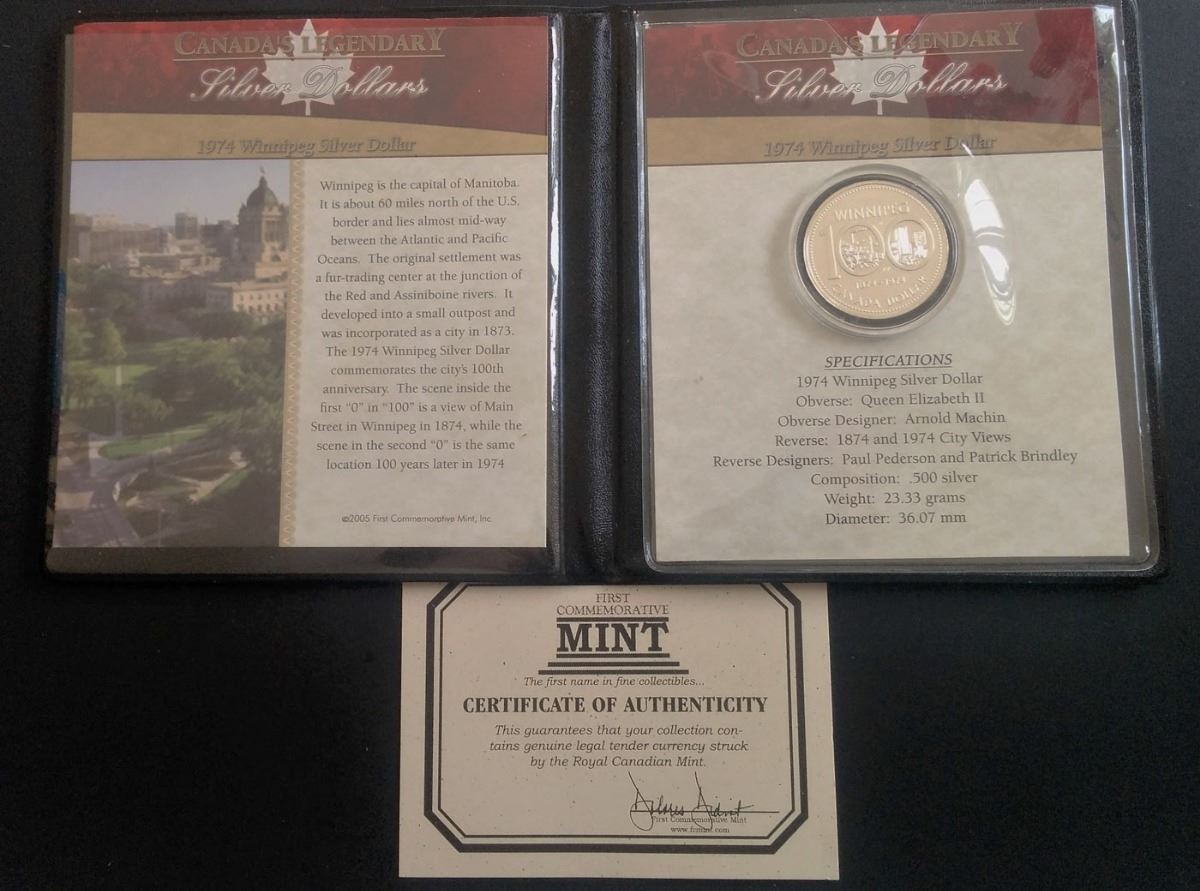 CANADA'S LEGENDARY
Silver Dollars
1974 Winnipeg Silver Dollar
Winnipeg is the capital of Manitoba.
It is about 60 miles north of the U.S.
border and lies almost mid-way
between the Atlantic and Pacific
Oceans. The original settlement was
a fur-trading center at the junction of
the Red and Assiniboine rivers. It
developed into a small outpost and
was incorporated as a city in 1873.
The 1974 Winnipeg Silver Dollar
commemorates the city's 100th
anniversary. The scene inside the
first "0" in "100" is a view of Main
Street in Winnipeg in 1874, while the
scene in the second "0" is the same
location 100 years later in 1974
©2005 First Commemorative Mint, Inc.
CANADA'S LEGENDARY
Silver Dollars
1974 Winnipeg Silver Dollar
WINNIPEG
100
1874-1974
CANADA DOLLAR
SPECIFICATIONS
1974 Winnipeg Silver Dollar
Obverse: Queen Elizabeth II
Obverse Designer: Arnold Machin
Reverse: 1874 and 1974 City Views
Reverse Designers: Paul Pederson and Patrick Brindley
Composition: .500 silver
Weight: 23.33 grams
Diameter: 36.07 mm
FIRST
COMMEMORATIVE
MINT
The first name in fine collectibles...
CERTIFICATE OF AUTHENTICITY
This guarantees that your collection con-
tains genuine legal tender currency struck
by the Royal Canadian Mint.
First Commemorative Mint